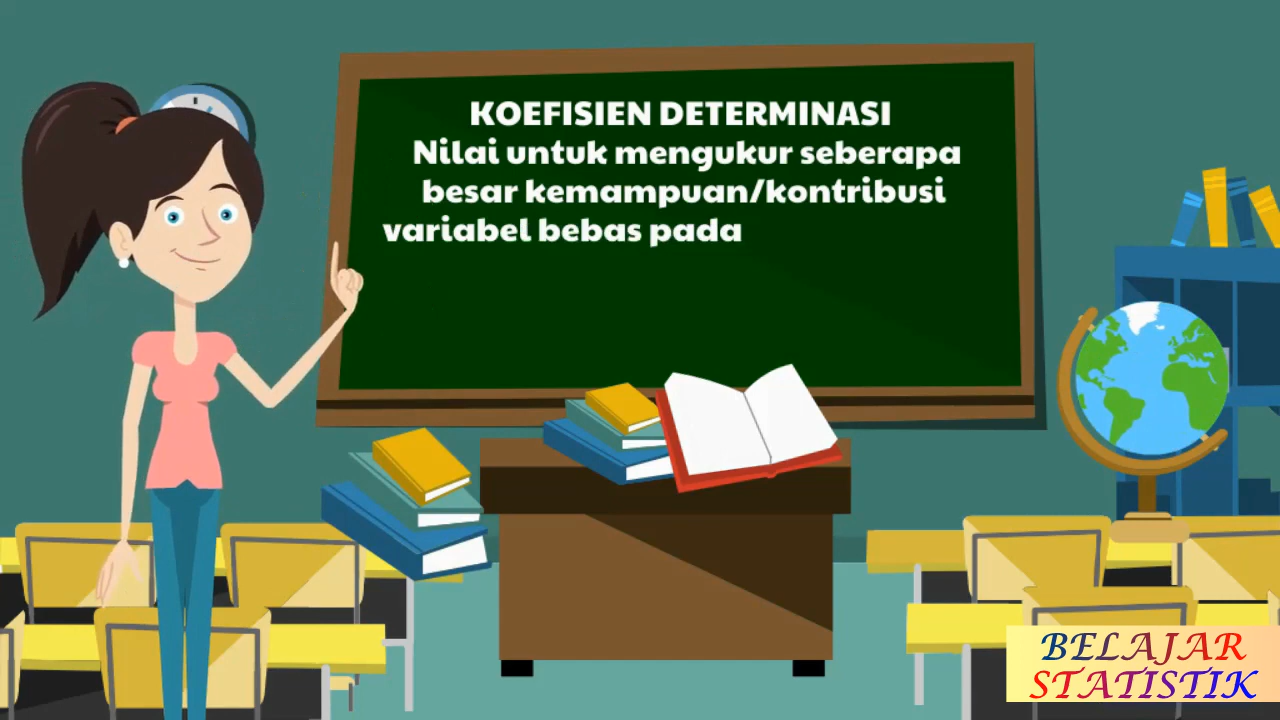 KOEFISIEN DETERMINASI
Nilai untuk mengukur seberapa
besar kemampuan/kontribusi
variabel bebas pada
BELAJAR
STATISTIK